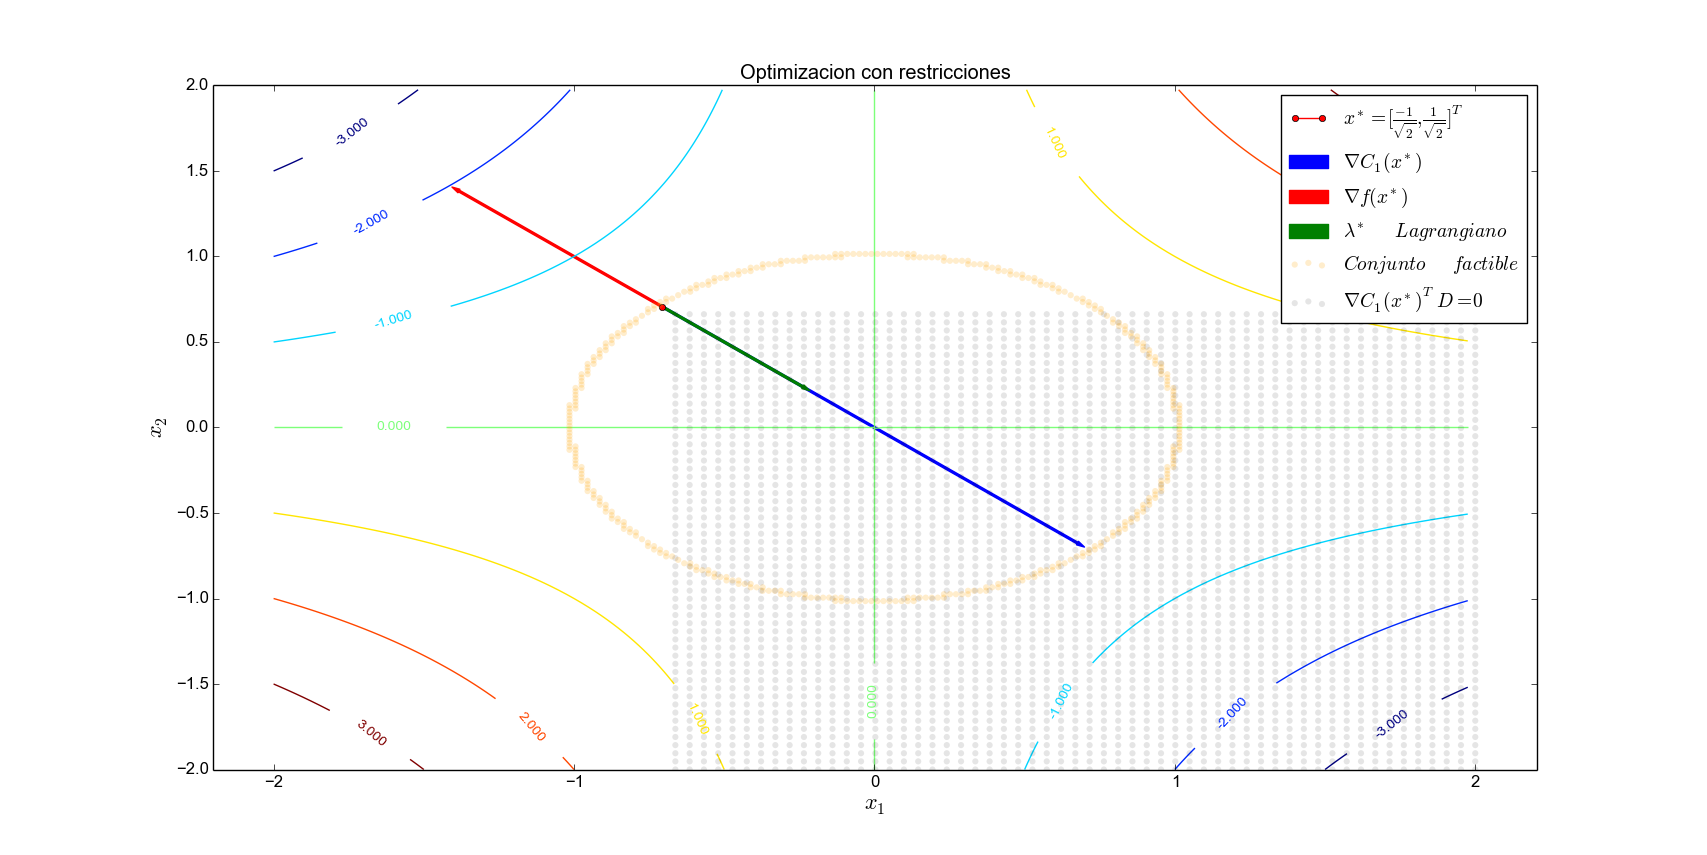 Optimizacion con restricciones
x* = [-1/√2, 1/√2]^T
∇C₁(x*)
∇f(x*)
λ* Lagrangiano
Conjunto factible
∇C₁(x*)^T D = 0
2.0
1.5
1.0
0.5
0.0
−0.5
−1.0
−1.5
−2.0
x₂
-3.000
-2.000
-1.000
0.000
1.000
3.000
2.000
1.000
0.000
-1.000
-2.000
-3.000
−2
−1
0
1
2
x₁